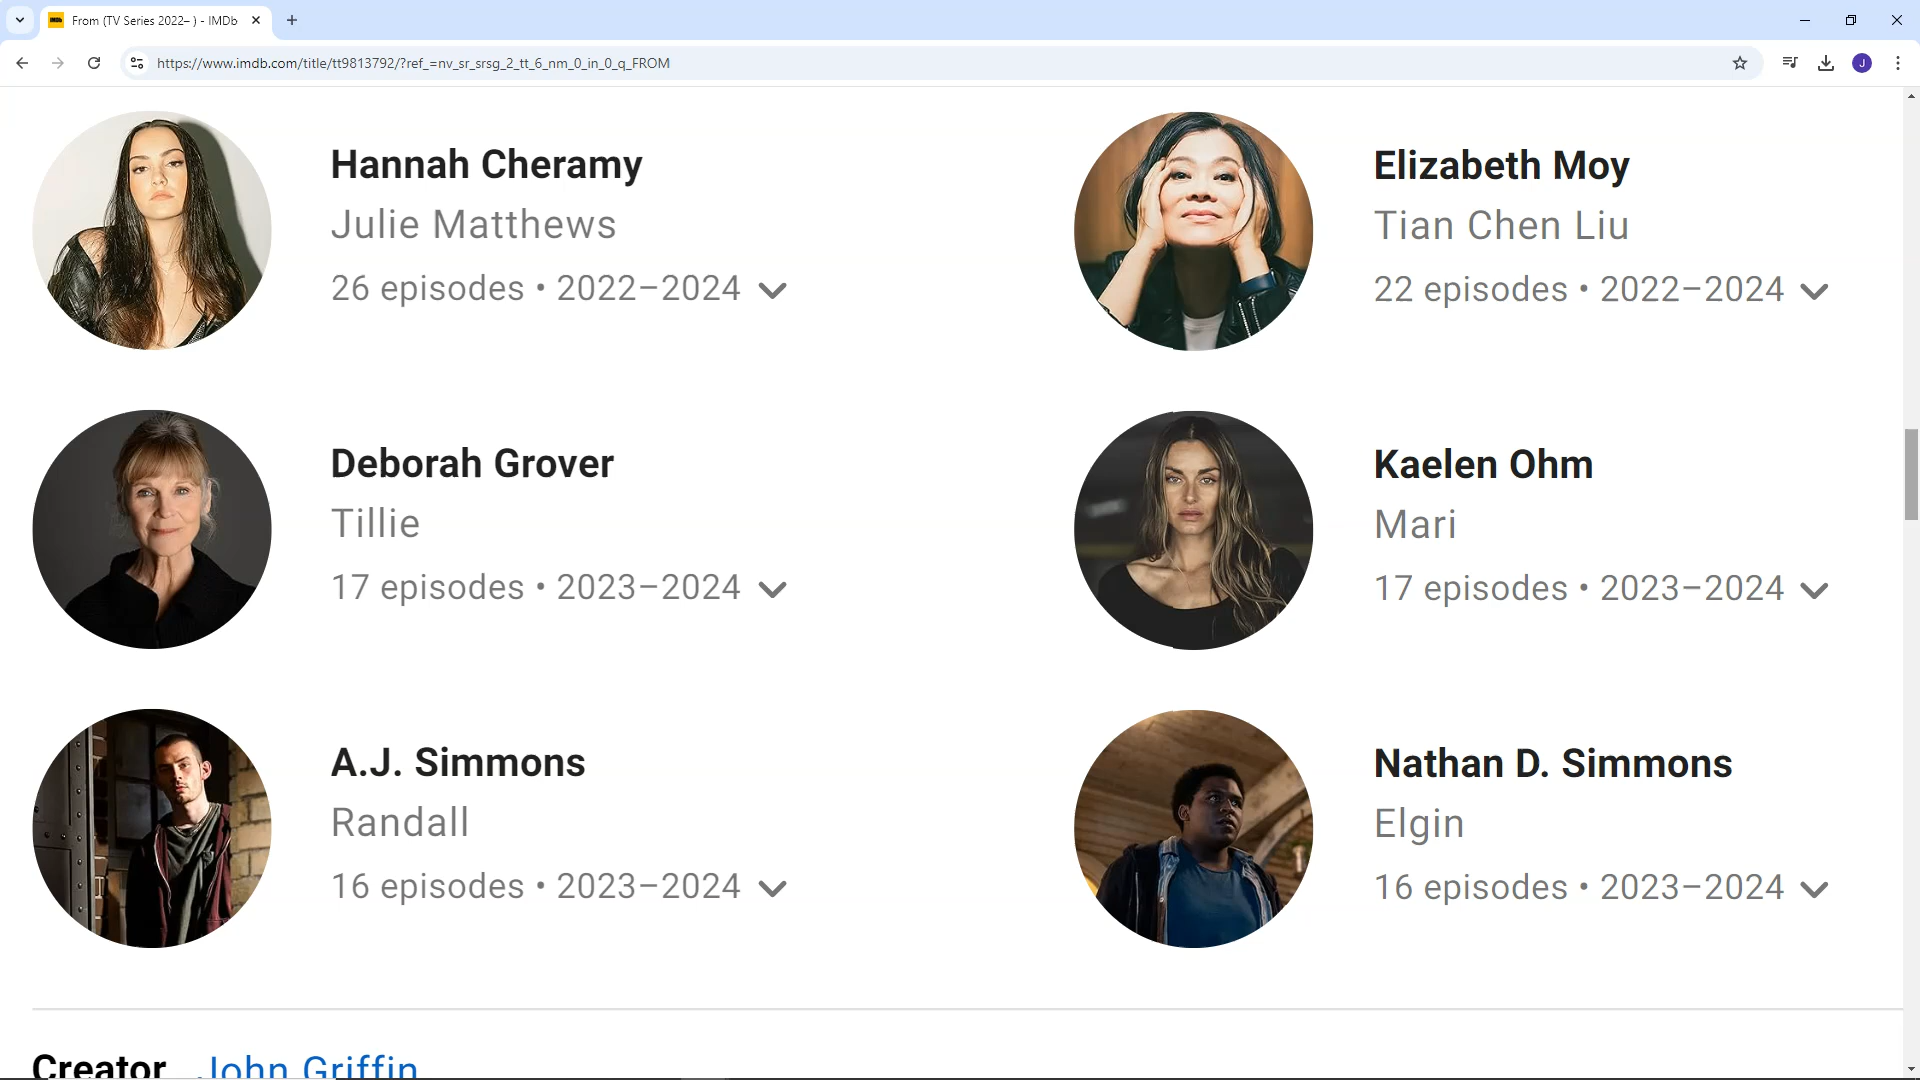 From (TV Series 2022– ) - IMDb
https://www.imdb.com/title/tt9813792/?ref_=nv_sr_srsg_2_tt_6_nm_0_in_0_q_FROM
J
Hannah Cheramy
Julie Matthews
26 episodes • 2022–2024
Elizabeth Moy
Tian Chen Liu
22 episodes • 2022–2024
Deborah Grover
Tillie
17 episodes • 2023–2024
Kaelen Ohm
Mari
17 episodes • 2023–2024
A.J. Simmons
Randall
16 episodes • 2023–2024
Nathan D. Simmons
Elgin
16 episodes • 2023–2024
Creator John Griffin